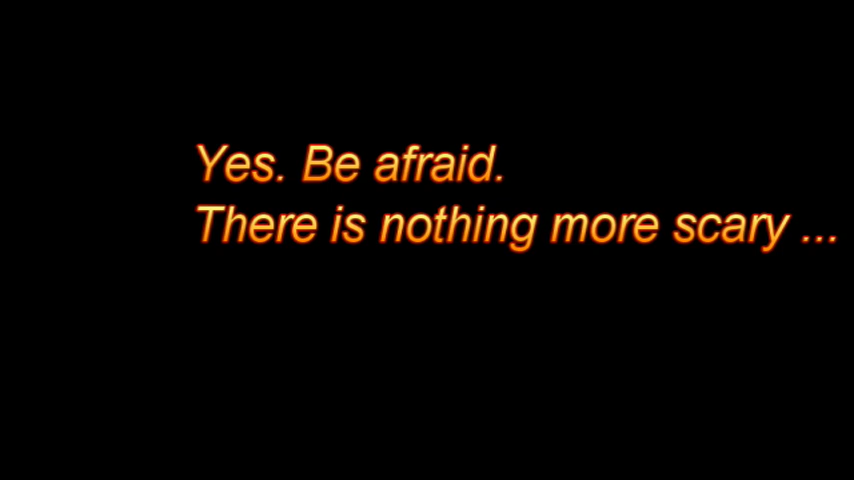 Yes. Be afraid.
There is nothing more scary ...